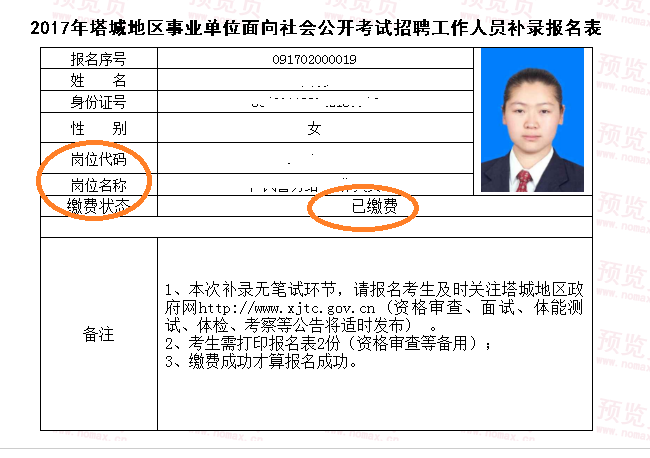 2017年塔城地区事业单位面向社会公开考试招聘工作人员补录报名表
报名序号 091702000019
姓 名
身份证号
性 别 女
岗位代码
岗位名称
缴费状态 已缴费
备注
1、本次补录无笔试环节，请报名考生及时关注塔城地区政
府网http://www.xjtc.gov.cn（资格审查、面试、体能测
试、体检、考察等公告将适时发布） 。
2、考生需打印报名表2份（资格审查等备用）；
3、缴费成功才算报名成功。
预览页
www.nomax.cn